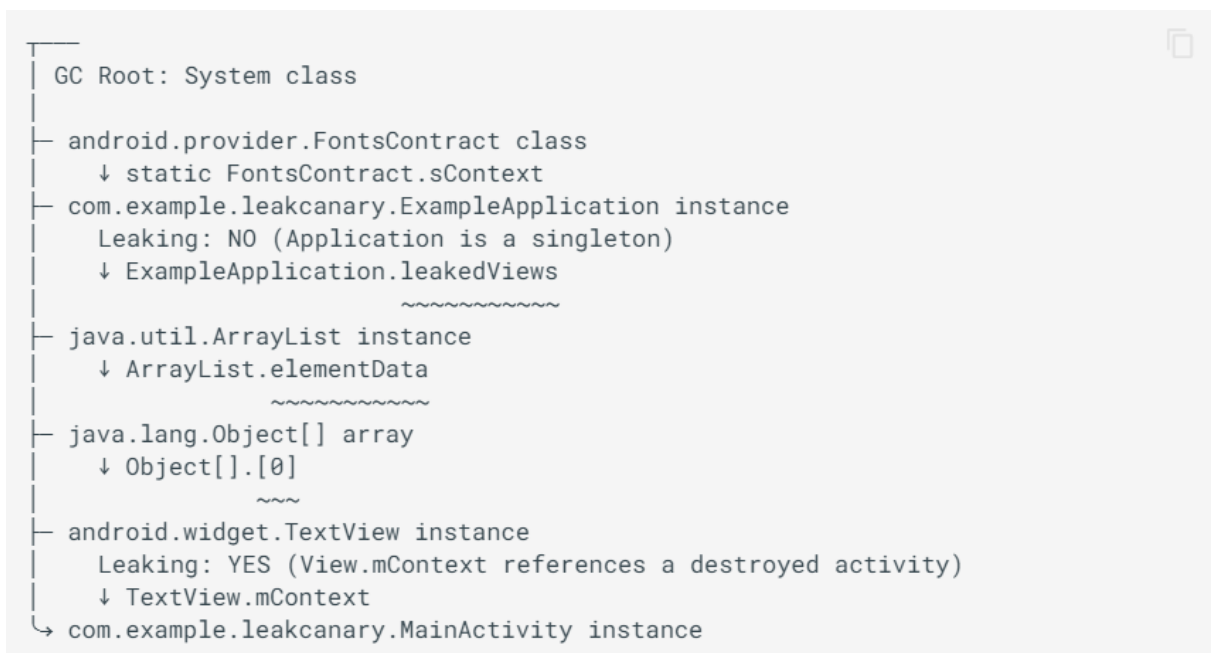 ┬───
│ GC Root: System class
│
├─ android.provider.FontsContract class
│    ↓ static FontsContract.sContext
├─ com.example.leakcanary.ExampleApplication instance
│    Leaking: NO (Application is a singleton)
│    ↓ ExampleApplication.leakedViews
│                         ~~~~~~~~~~~
├─ java.util.ArrayList instance
│    ↓ ArrayList.elementData
│                ~~~~~~~~~~~
├─ java.lang.Object[] array
│    ↓ Object[].[0]
│               ~~~
├─ android.widget.TextView instance
│    Leaking: YES (View.mContext references a destroyed activity)
│    ↓ TextView.mContext
╰→ com.example.leakcanary.MainActivity instance